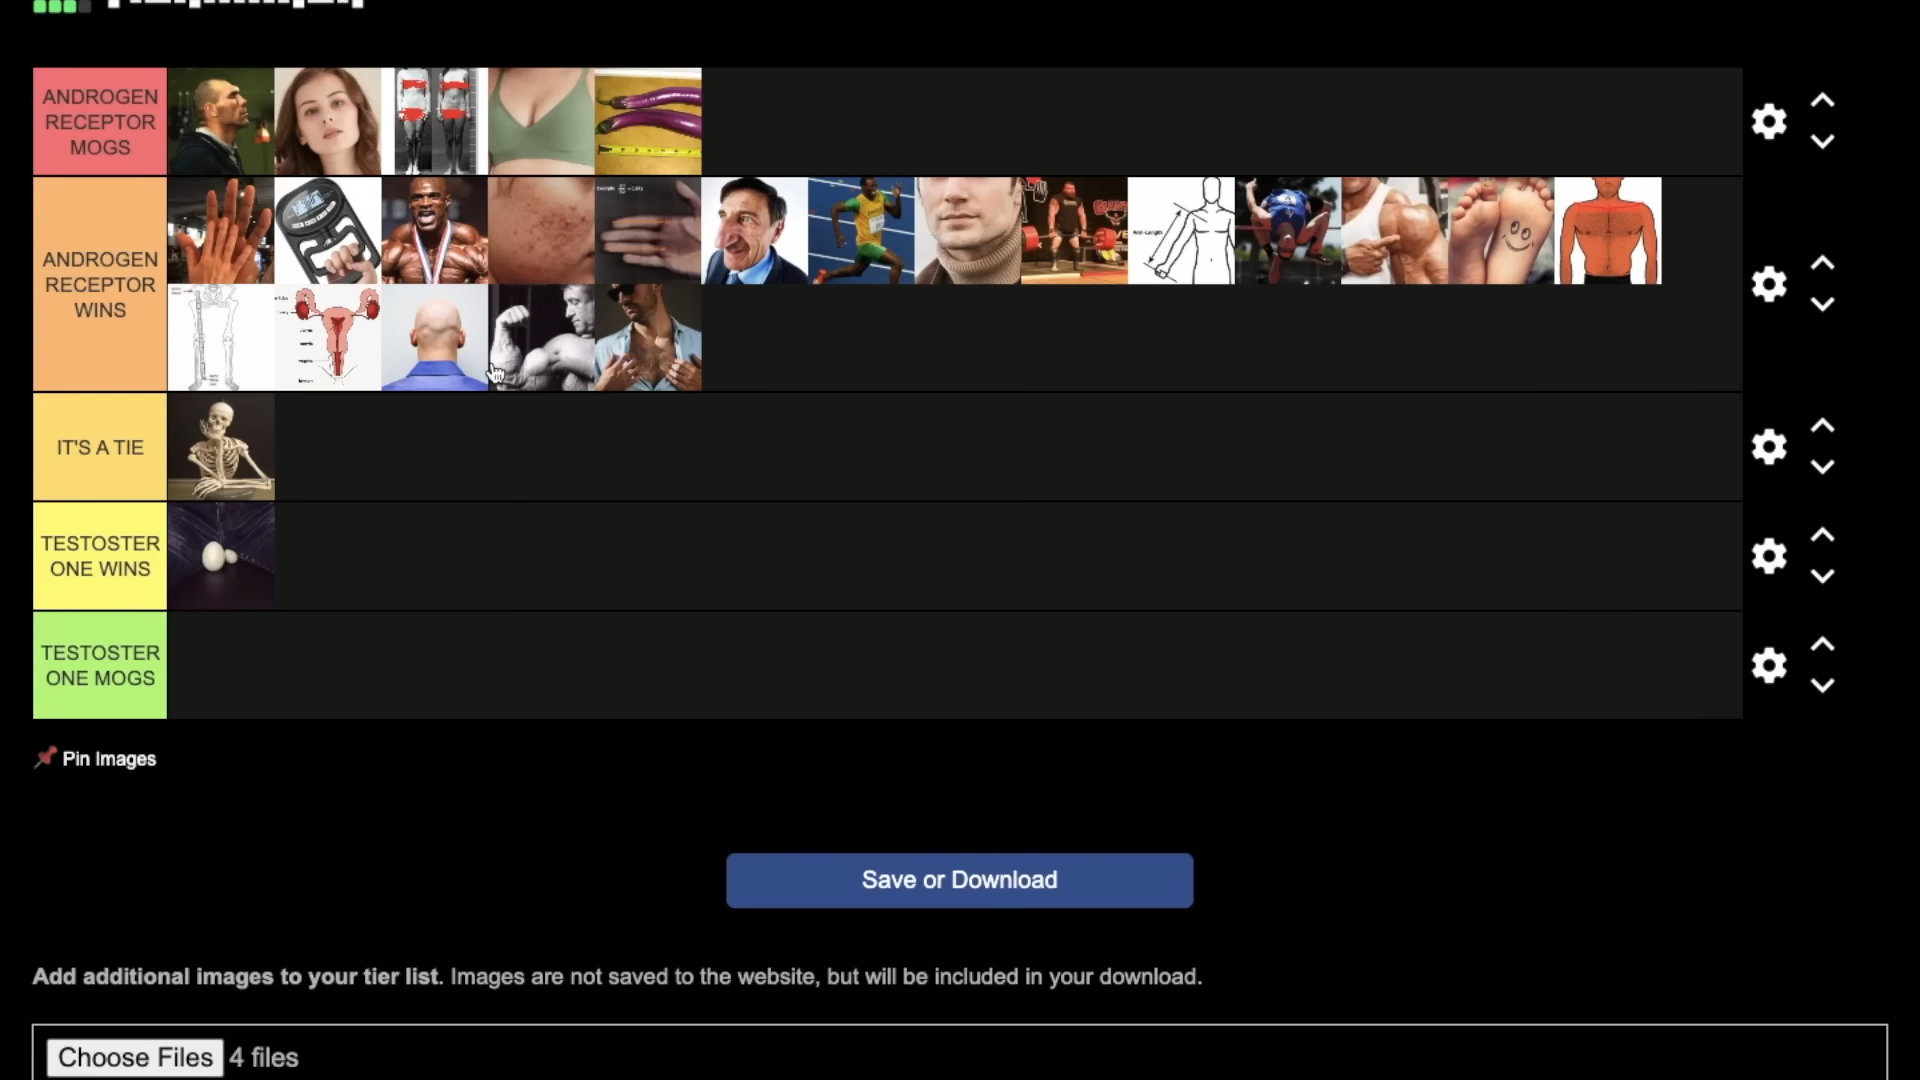 ANDROGEN
RECEPTOR
MOGS
ANDROGEN
RECEPTOR
WINS
Arm-Length
IT'S A TIE
TESTOSTER
ONE WINS
TESTOSTER
ONE MOGS
Pin Images
Save or Download
Add additional images to your tier list. Images are not saved to the website, but will be included in your download.
Choose Files 4 files